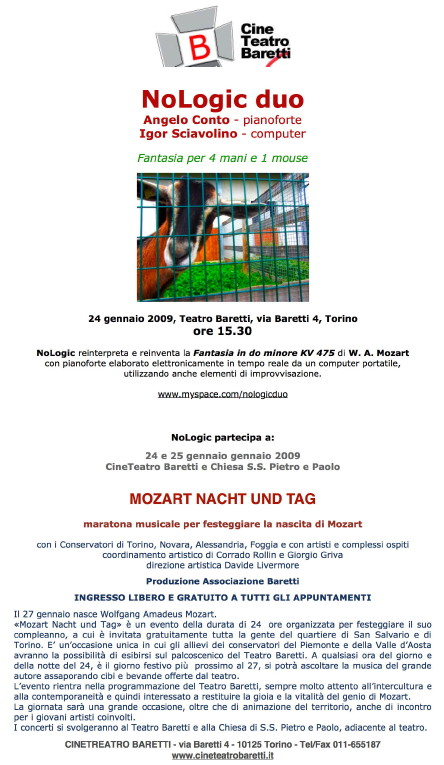 B
Cine
Teatro
Baretti
NoLogic duo
Angelo Conto - pianoforte
Igor Sciavolino - computer
Fantasia per 4 mani e 1 mouse
24 gennaio 2009, Teatro Baretti, via Baretti 4, Torino
ore 15.30
NoLogic reinterpreta e reinventa la Fantasia in do minore KV 475 di W. A. Mozart
con pianoforte elaborato elettronicamente in tempo reale da un computer portatile,
utilizzando anche elementi di improvvisazione.
www.myspace.com/nologicduo
NoLogic partecipa a:
24 e 25 gennaio gennaio 2009
CineTeatro Baretti e Chiesa S.S. Pietro e Paolo
MOZART NACHT UND TAG
maratona musicale per festeggiare la nascita di Mozart
con i Conservatori di Torino, Novara, Alessandria, Foggia e con artisti e complessi ospiti
coordinamento artistico di Corrado Rollin e Giorgio Griva
direzione artistica Davide Livermore
Produzione Associazione Baretti
INGRESSO LIBERO E GRATUITO A TUTTI GLI APPUNTAMENTI
Il 27 gennaio nasce Wolfgang Amadeus Mozart.
«Mozart Nacht und Tag» è un evento della durata di 24 ore organizzata per festeggiare il suo
compleanno, a cui è invitata gratuitamente tutta la gente del quartiere di San Salvario e di
Torino. E' un'occasione unica in cui gli allievi dei conservatori del Piemonte e della Valle d'Aosta
avranno la possibilità di esibirsi sul palcoscenico del Teatro Baretti. A qualsiasi ora del giorno e
della notte del 24, è il giorno festivo più prossimo al 27, si potrà ascoltare la musica del grande
autore assaporando cibi e bevande offerte dal teatro.
L'evento rientra nella programmazione del Teatro Baretti, sempre molto attento all'intercultura e
alla contemporaneità e quindi interessato a restituire la gioia e la vitalità del genio di Mozart.
La giornata sarà una grande occasione, oltre che di animazione del territorio, anche di incontro
per i giovani artisti coinvolti.
I concerti si svolgeranno al Teatro Baretti e alla Chiesa di S.S. Pietro e Paolo, adiacente al teatro.
CINETREATRO BARETTI - via Baretti 4 - 10125 Torino - Tel/Fax 011-655187
www.cineteatrobaretti.it